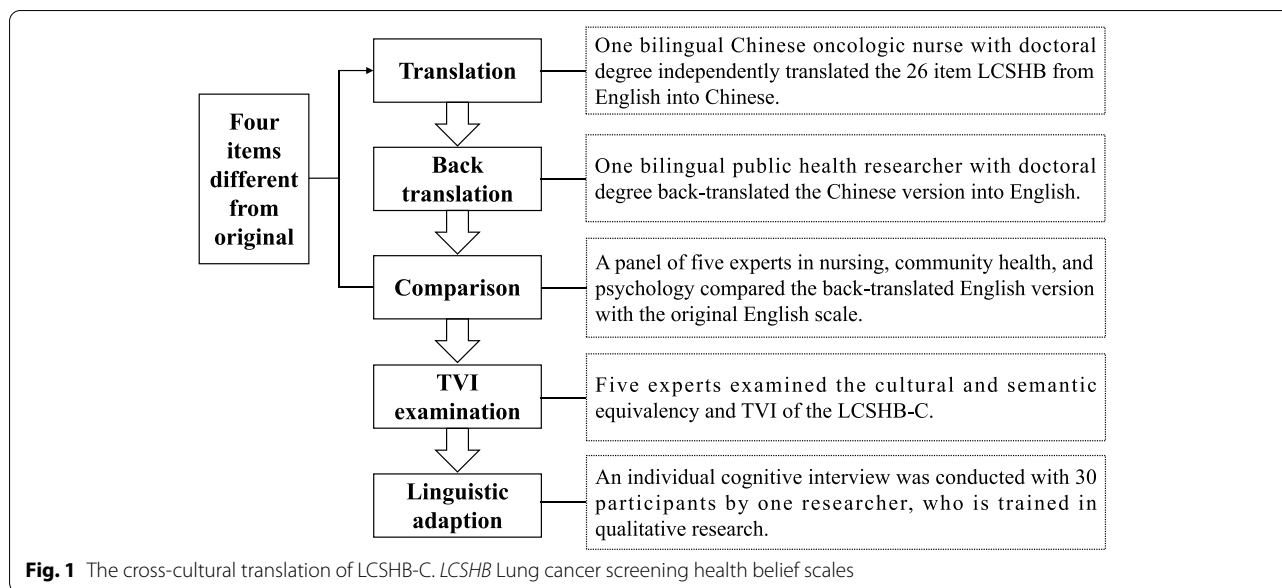 Translation
One bilingual Chinese oncologic nurse with doctoral
degree independently translated the 26 item LCSHB from
English into Chinese.
Four
items
different
from
original
Back
translation
One bilingual public health researcher with doctoral
degree back-translated the Chinese version into English.
Comparison
A panel of five experts in nursing, community health, and
psychology compared the back-translated English version
with the original English scale.
TVI
examination
Five experts examined the cultural and semantic
equivalency and TVI of the LCSHB-C.
Linguistic
adaption
An individual cognitive interview was conducted with 30
participants by one researcher, who is trained in
qualitative research.
Fig. 1 The cross-cultural translation of LCSHB-C. LCSHB Lung cancer screening health belief scales